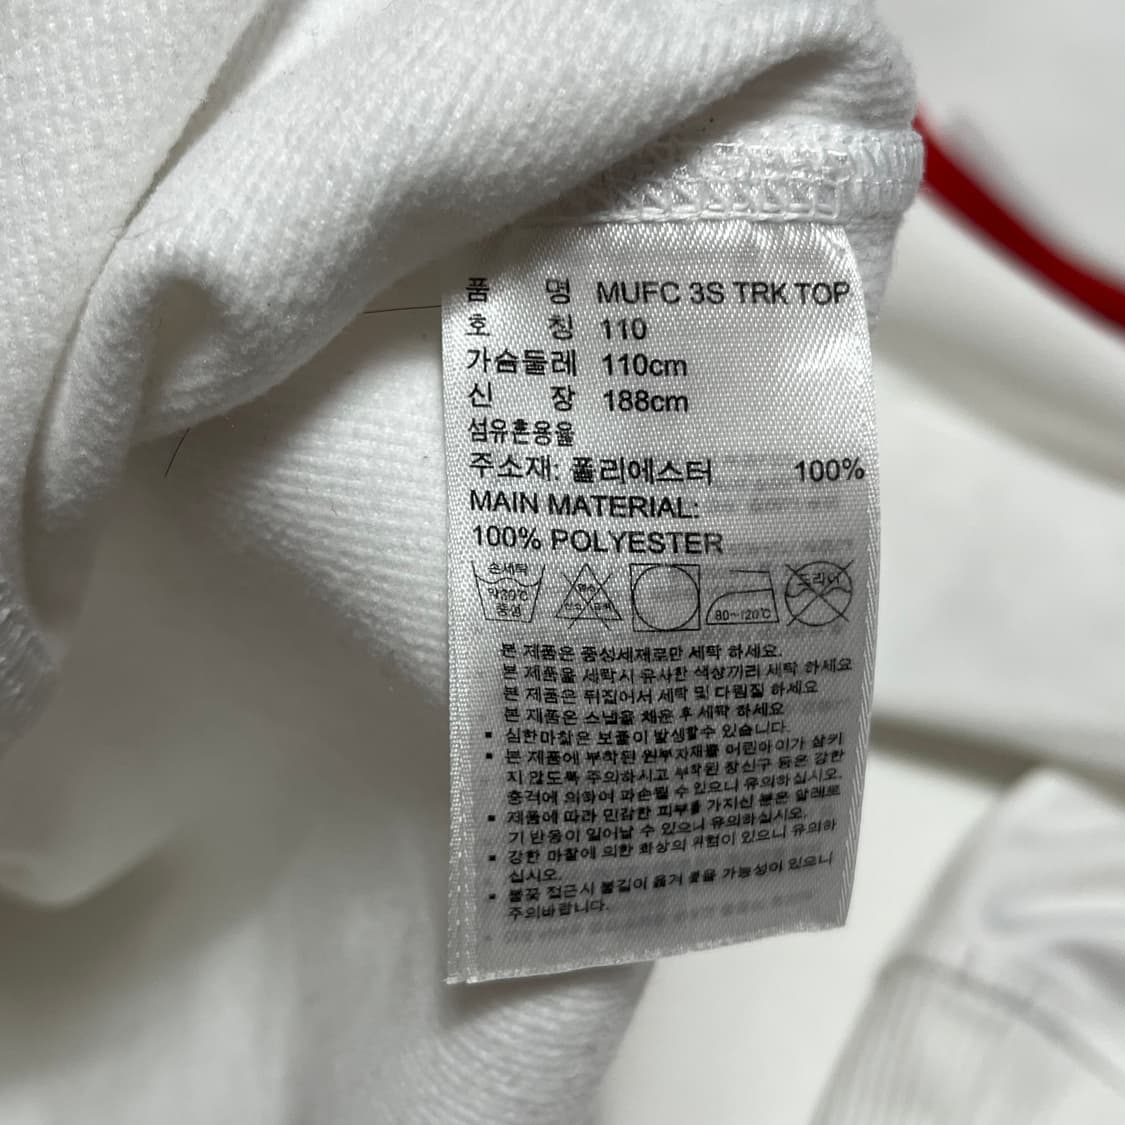 품 명 MUFC 3S TRK TOP
호 칭 110
가슴둘레 110cm
신 장 188cm
섬유혼용율
주소재: 폴리에스터 100%
MAIN MATERIAL:
100% POLYESTER
손세탁 약30℃ 중성 염소 산소 표백 80~120℃ 드라이
본 제품은 중성세제로만 세탁 하세요.
본 제품을 세탁시 유사한 색상끼리 세탁 하세요
본 제품은 뒤집어서 세탁 및 다림질 하세요
본 제품은 스냅을 채운 후 세탁 하세요
▪ 심한마찰은 보풀이 발생할수 있습니다.
▪ 본 제품에 부착된 원부자재를 어린아이가 삼키
지 않도록 주의하시고 부착된 장신구 등은 강한
충격에 의하여 파손될 수 있으니 유의하십시오.
▪ 제품에 따라 민감한 피부를 가지신 분은 알레르
기 반응이 일어날 수 있으니 유의하십시오.
▪ 강한 마찰에 의한 화상의 위험이 있으니 유의하
십시오.
▪ 불꽃 접근시 불길이 옮겨 붙을 가능성이 있으니
주의바랍니다.